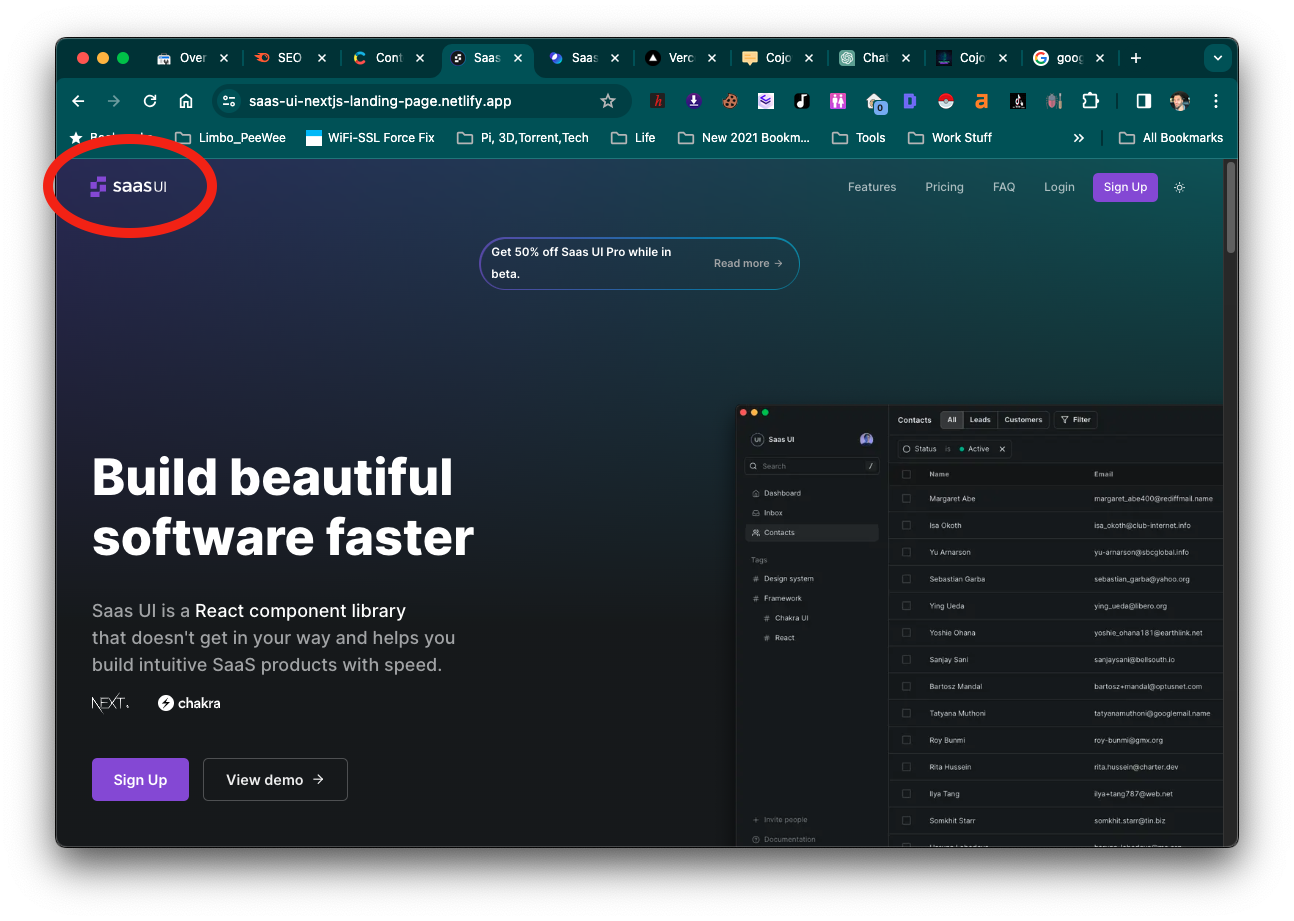 Over
SEO
Cont
Saas
Saas
Verc
Cojo
Chat
Cojo
goog
saas-ui-nextjs-landing-page.netlify.app
0
Limbo_PeeWee
WiFi-SSL Force Fix
Pi, 3D,Torrent,Tech
Life
New 2021 Bookm...
Tools
Work Stuff
All Bookmarks
saasUI
Features
Pricing
FAQ
Login
Sign Up
Get 50% off Saas UI Pro while in
beta.
Read more →
Build beautiful
software faster
Saas UI is a React component library
that doesn't get in your way and helps you
build intuitive SaaS products with speed.
NEXT.
chakra
Sign Up
View demo →
UI Saas UI
Search /
Dashboard
Inbox
Contacts
Tags
# Design system
# Framework
# Chakra UI
# React
+ Invite people
Documentation
Contacts All Leads Customers Filter
Status is Active
Name Email
Margaret Abe margaret_abe400@rediffmail.name
Isa Okoth isa_okoth@club-internet.info
Yu Arnarson yu-arnarson@sbcglobal.info
Sebastian Garba sebastian_garba@yahoo.org
Ying Ueda ying_ueda@libero.org
Yoshie Ohana yoshie_ohana181@earthlink.net
Sanjay Sani sanjaysani@bellsouth.io
Bartosz Mandal bartosz+mandal@optusnet.com
Tatyana Muthoni tatyanamuthoni@googlemail.name
Roy Bunmi roy-bunmi@gmx.org
Rita Hussein rita.hussein@charter.dev
Ilya Tang ilya+tang787@web.net
Somkhit Starr somkhit.starr@tin.biz